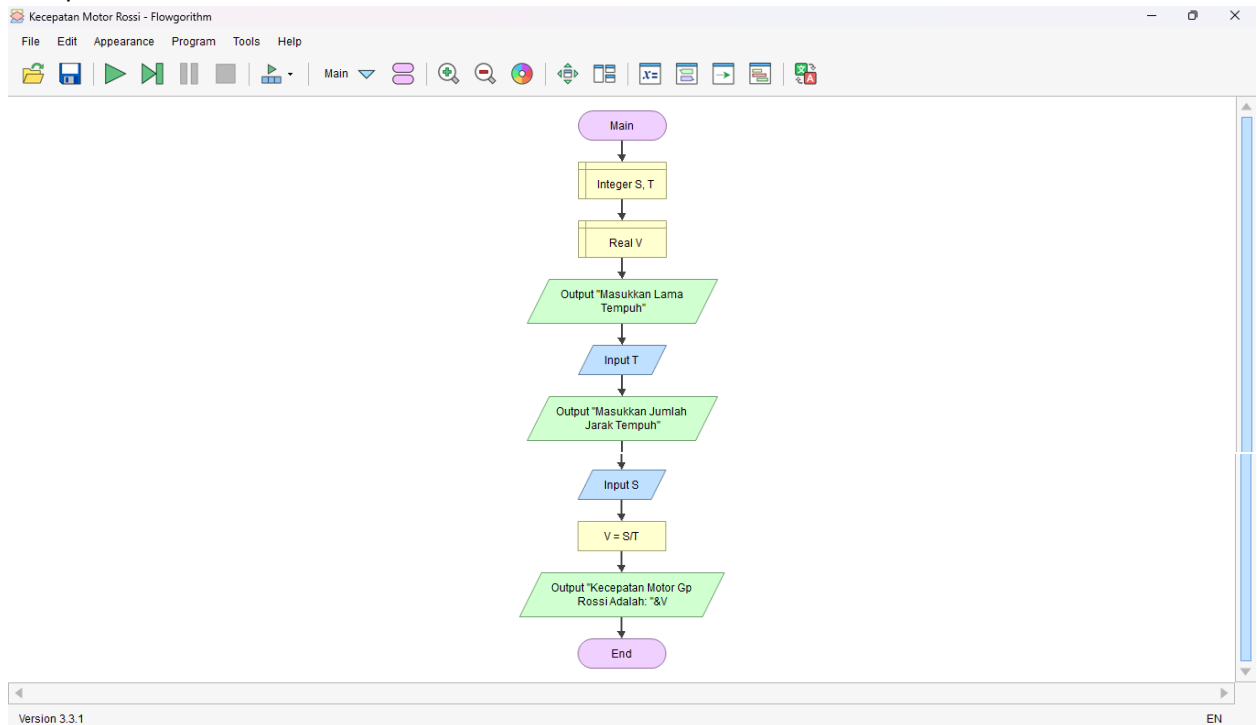 Kecepatan Motor Rossi - Flowgorithm
File Edit Appearance Program Tools Help
Main
x=
Main
Integer S, T
Real V
Output "Masukkan Lama
Tempuh"
Input T
Output "Masukkan Jumlah
Jarak Tempuh"
Input S
V = S/T
Output "Kecepatan Motor Gp
Rossi Adalah: "&V
End
Version 3.3.1
EN